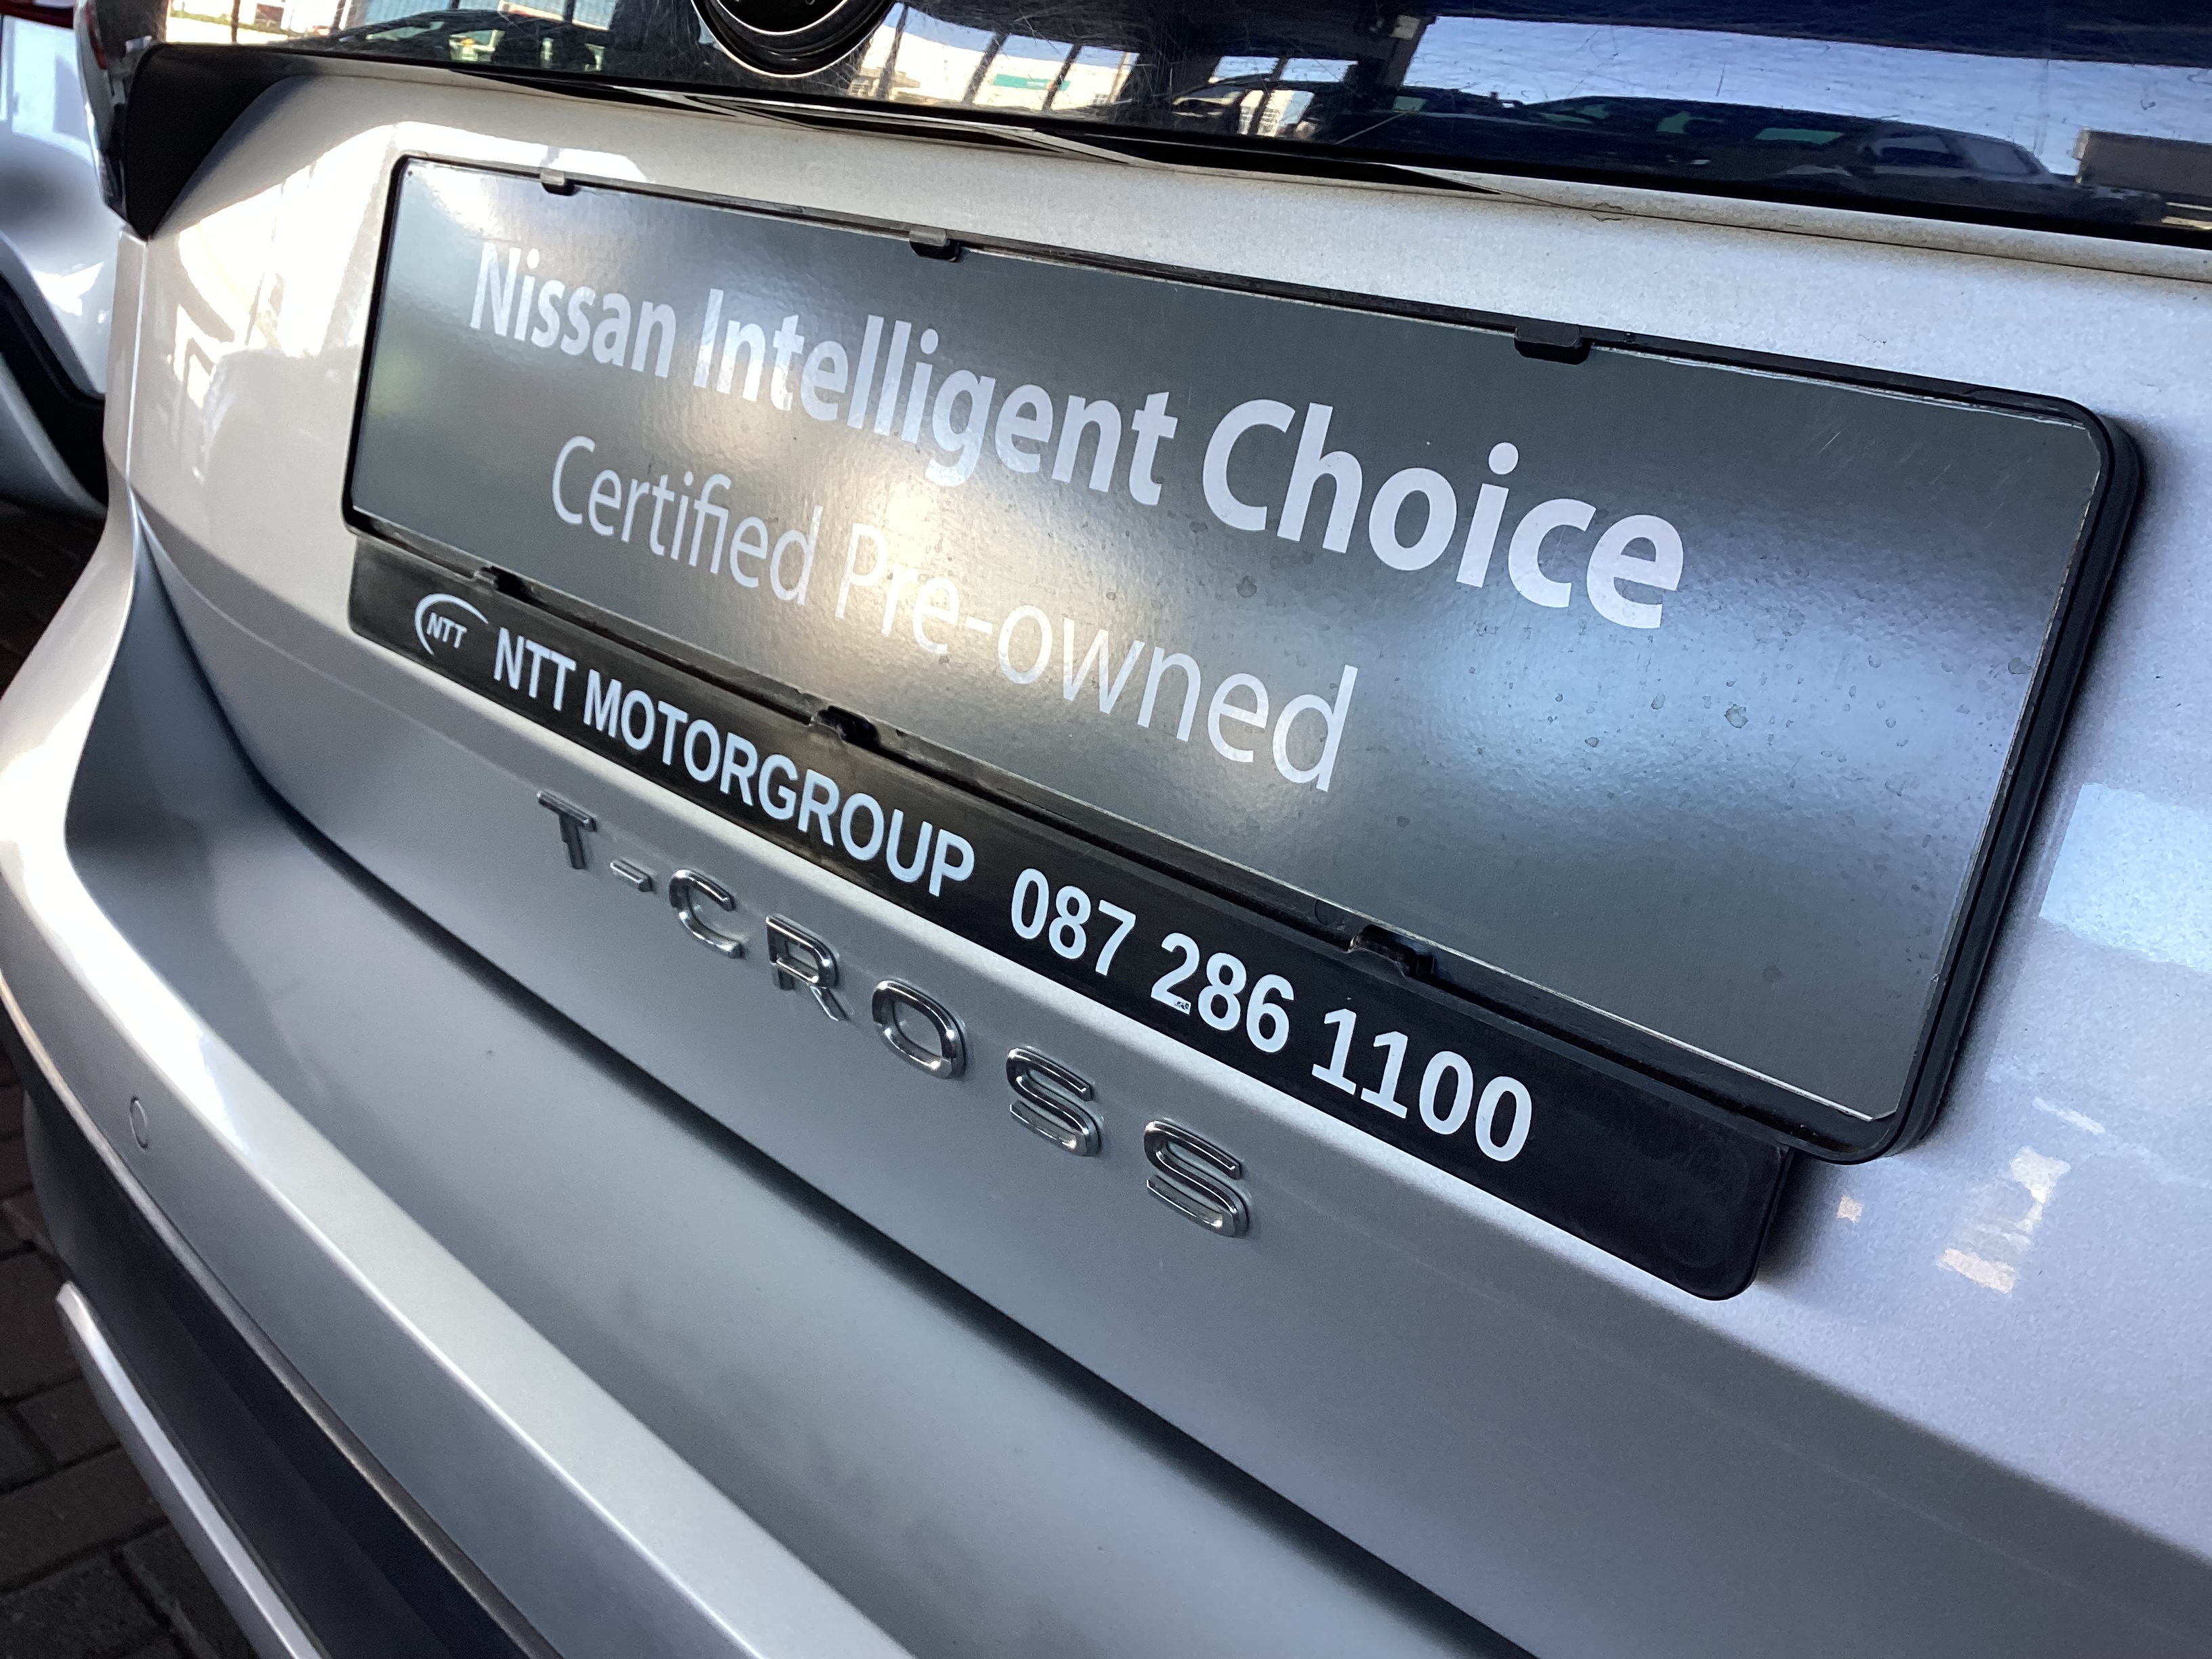 Nissan Intelligent Choice
Certified Pre-owned
NTT NTT MOTORGROUP 087 286 1100
T-CROSS